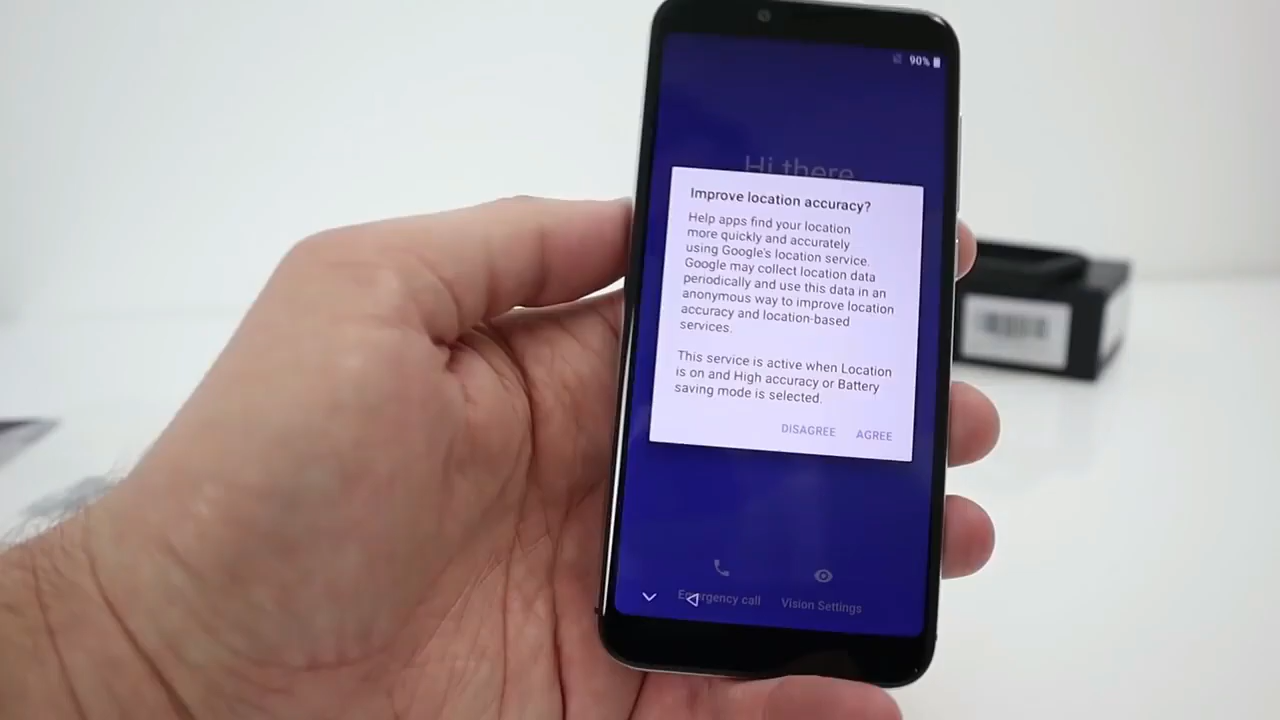 90%
Hi there
Improve location accuracy?
Help apps find your location
more quickly and accurately
using Google's location service.
Google may collect location data
periodically and use this data in an
anonymous way to improve location
accuracy and location-based
services.
This service is active when Location
is on and High accuracy or Battery
saving mode is selected.
DISAGREE AGREE
Emergency call Vision Settings